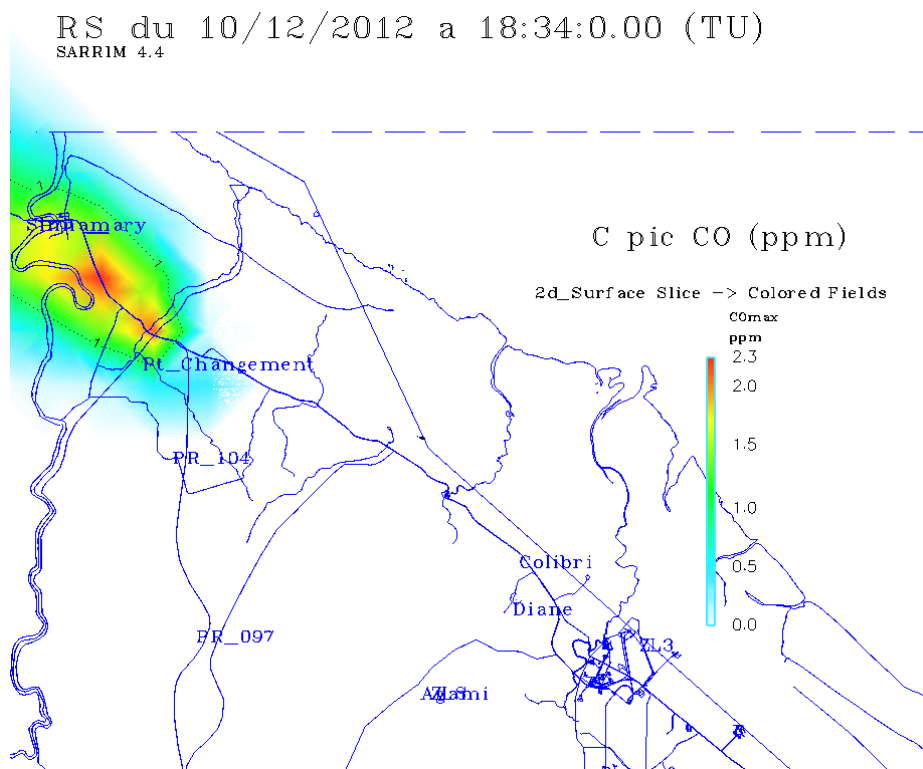 RS du 10/12/2012 a 18:34:0.00 (TU)
SARRIM 4.4
1
C pic CO (ppm)
2d_Surface Slice -> Colored Fields
COmax
ppm
2.3
2.0
1.5
1.0
0.5
0.0
1
Pt_Changement
PR_104
Colibri
Diane
PR_097
ZL3